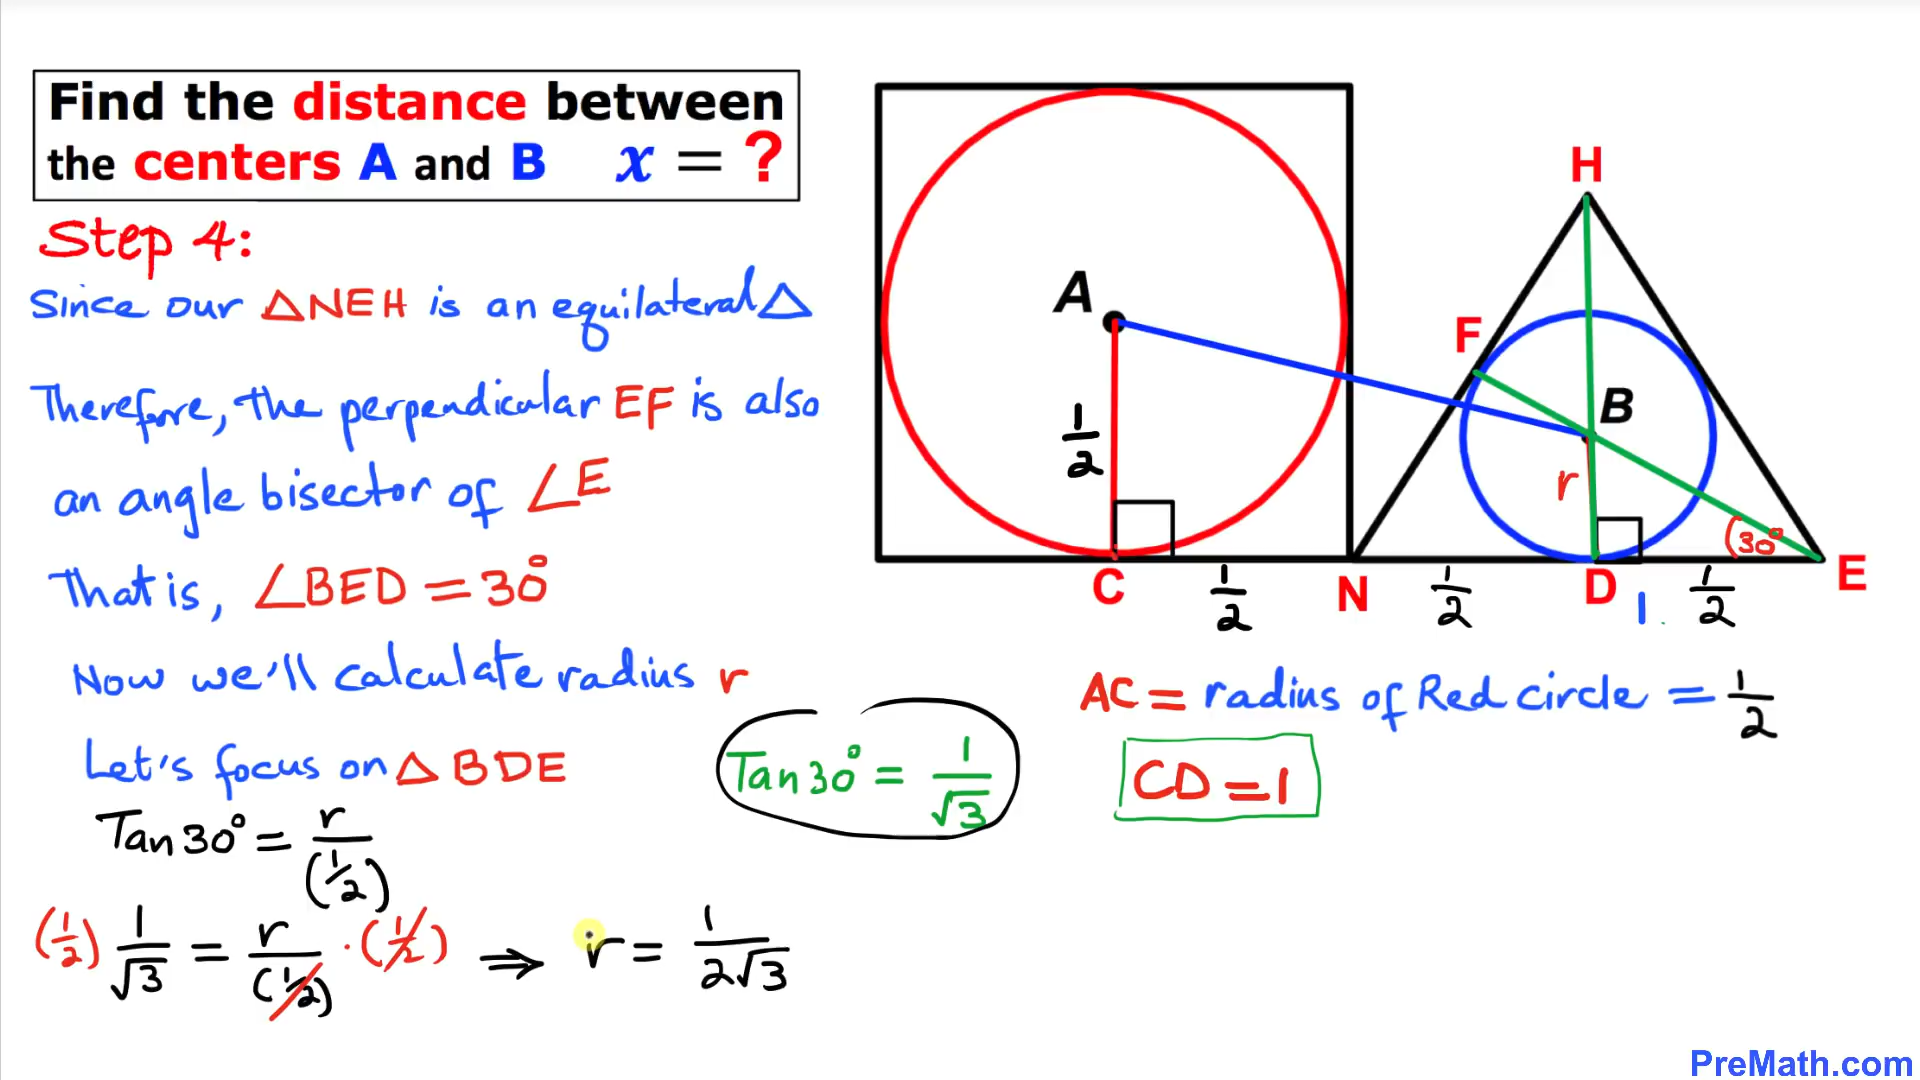 Find the distance between
the centers A and B x = ?
Step 4:
Since our △NEH is an equilateral △
Therefore, the perpendicular EF is also
an angle bisector of ∠E
That is, ∠BED = 30°
Now we'll calculate radius r
Let's focus on △ BDE
Tan 30° = r/(1/2)
(1/2) 1/√3 = r/(1/2) · (1/2) ⇒ r = 1/(2√3)
Tan 30° = 1/√3
H
A
F
B
1/2
r
(30°
C 1/2 N 1/2 D 1. 1/2 E
AC = radius of Red circle = 1/2
CD = 1
PreMath.com